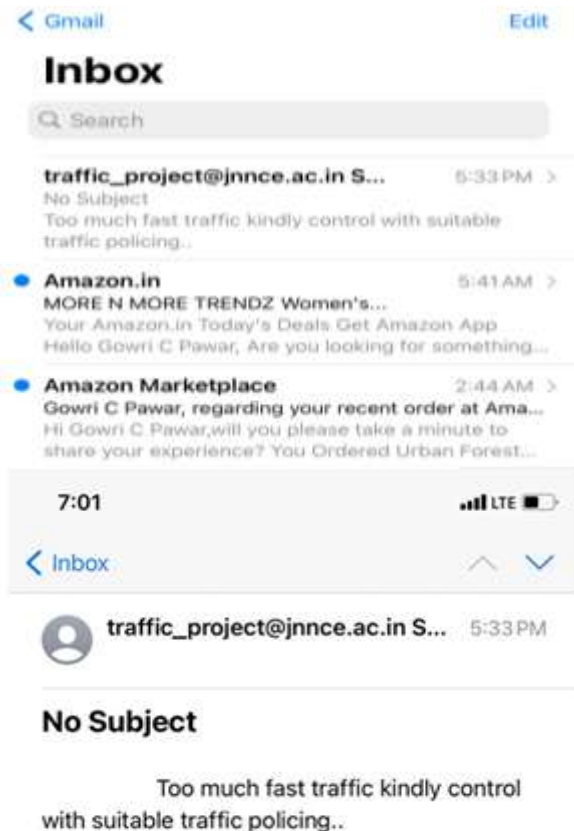 Gmail Edit
Inbox
Search
traffic_project@jnnce.ac.in S... 5:33 PM
No Subject
Too much fast traffic kindly control with suitable
traffic policing..
Amazon.in 5:41 AM
MORE N MORE TRENDZ Women's...
Your Amazon.in Today's Deals Get Amazon App
Hello Gowri C Pawar, Are you looking for something...
Amazon Marketplace 2:44 AM
Gowri C Pawar, regarding your recent order at Ama...
Hi Gowri C Pawar,will you please take a minute to
share your experience? You Ordered Urban Forest...
7:01 LTE
Inbox
traffic_project@jnnce.ac.in S... 5:33 PM
No Subject
Too much fast traffic kindly control
with suitable traffic policing..